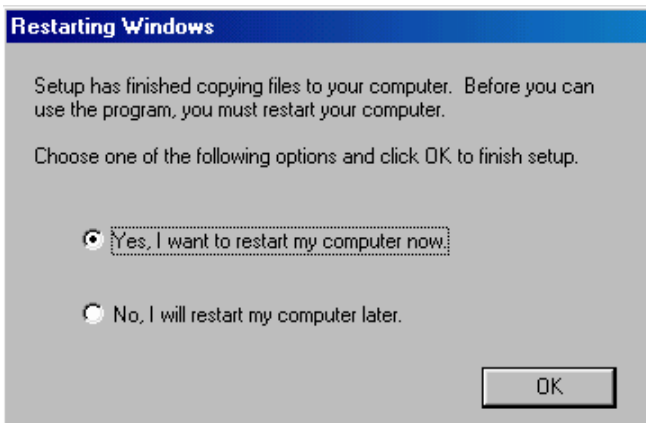 Restarting Windows
Setup has finished copying files to your computer.  Before you can
use the program, you must restart your computer.
Choose one of the following options and click OK to finish setup.
Yes, I want to restart my computer now.
No, I will restart my computer later.
OK